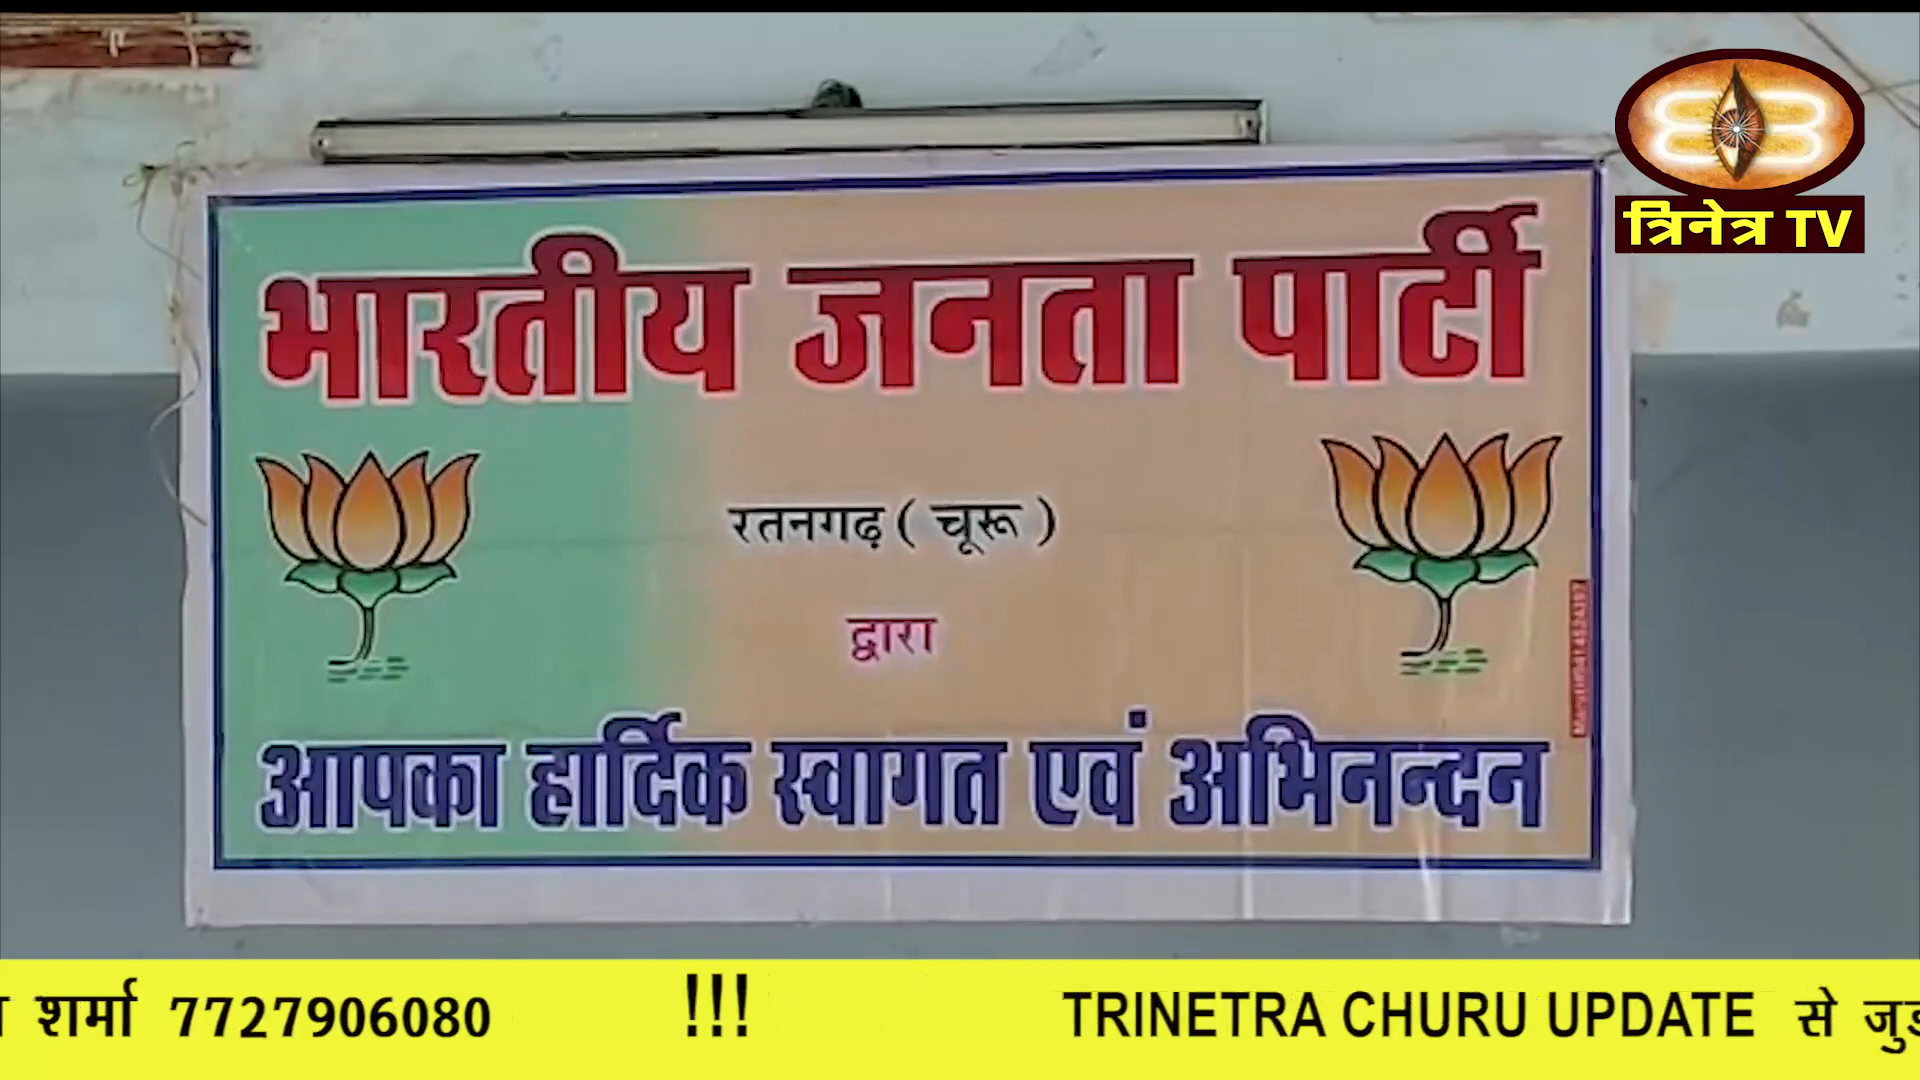 त्रिनेत्र TV
भारतीय जनता पार्टी
रतनगढ़ ( चूरू )
द्वारा
आपका हार्दिक स्वागत एवं अभिनन्दन
शर्मा 7727906080 !!! TRINETRA CHURU UPDATE से